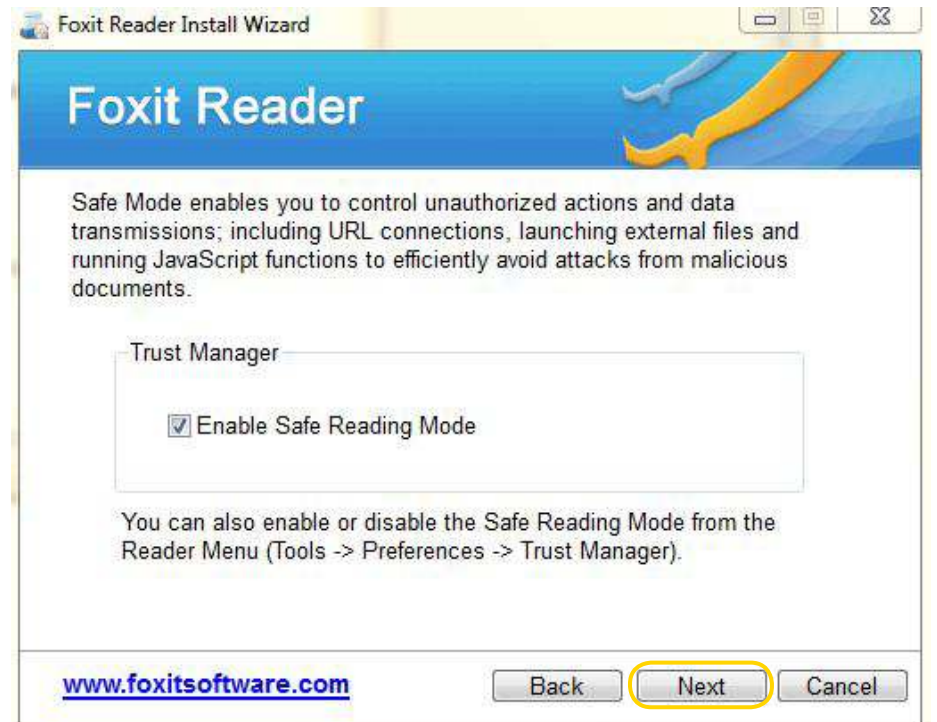 Foxit Reader Install Wizard
Foxit Reader
Safe Mode enables you to control unauthorized actions and data
transmissions; including URL connections, launching external files and
running JavaScript functions to efficiently avoid attacks from malicious
documents.
Trust Manager
Enable Safe Reading Mode
You can also enable or disable the Safe Reading Mode from the
Reader Menu (Tools -> Preferences -> Trust Manager).
www.foxitsoftware.com Back Next Cancel